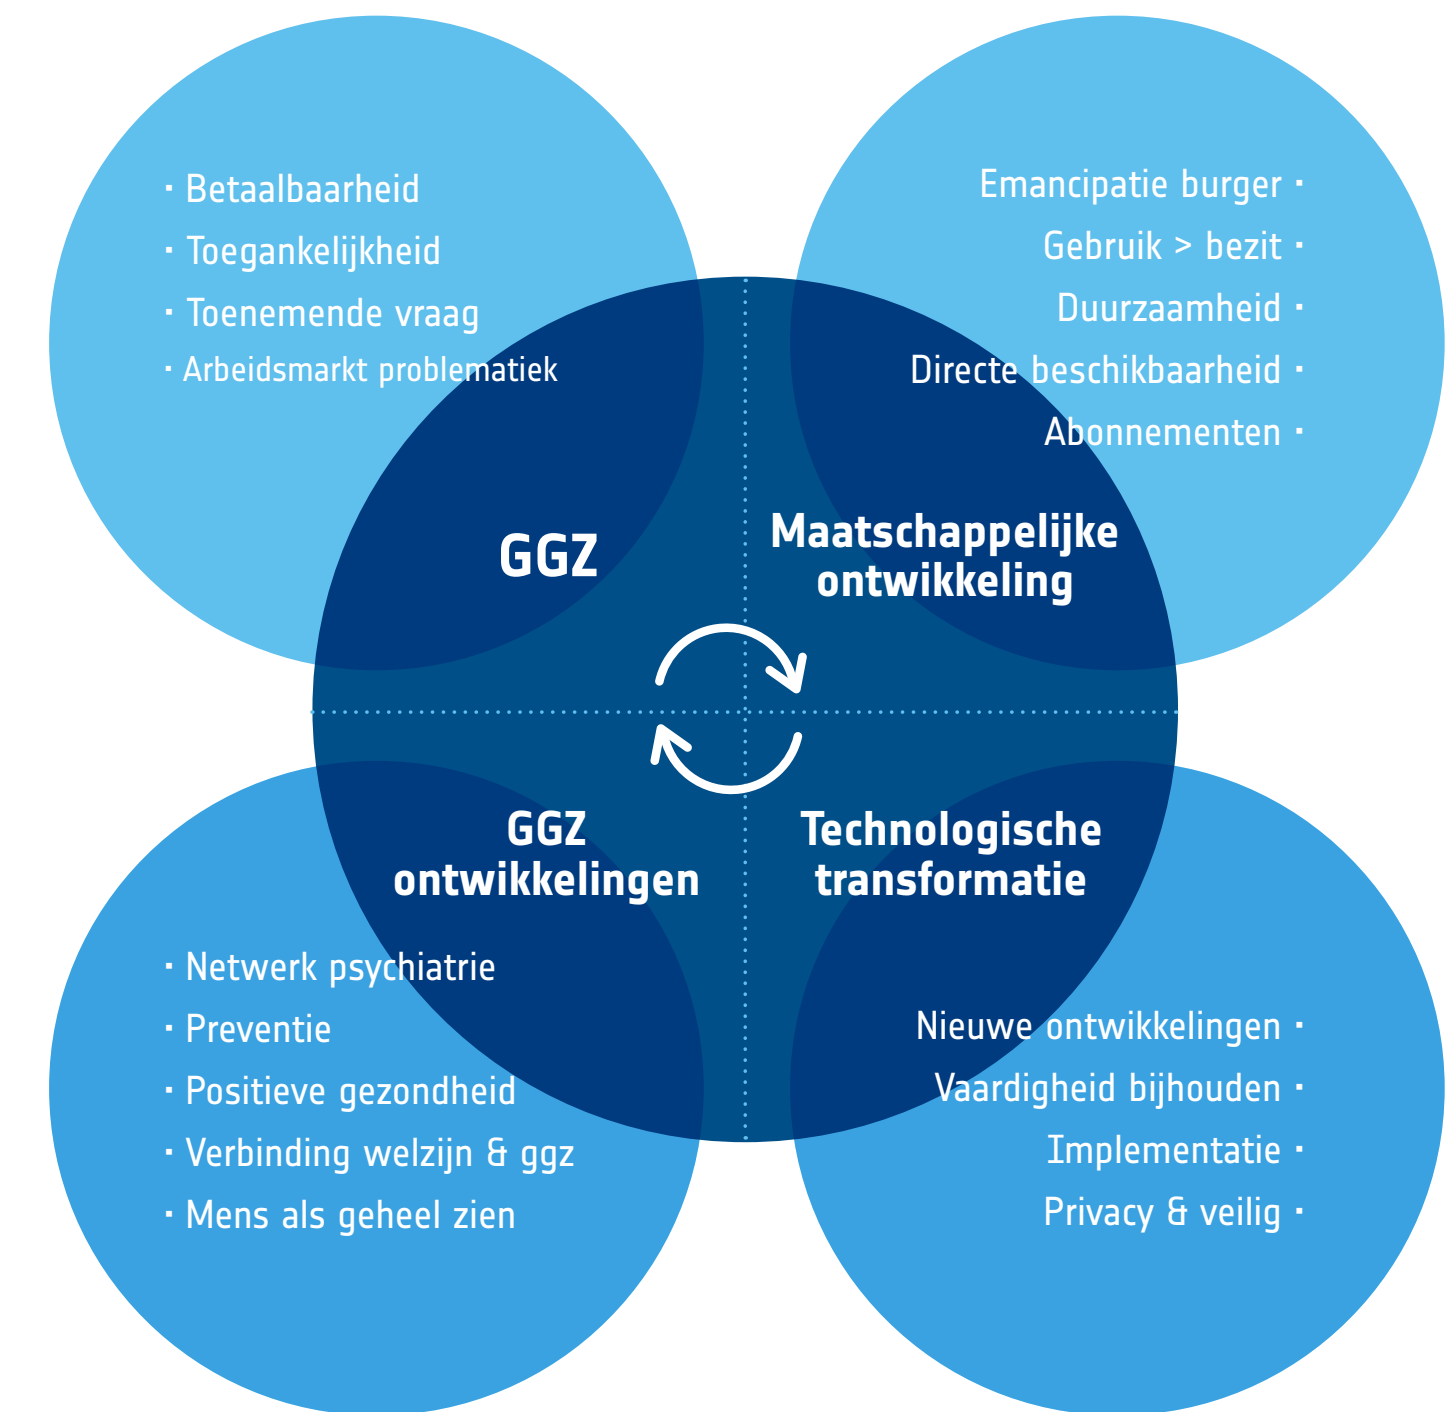 · Betaalbaarheid
· Toegankelijkheid
· Toenemende vraag
· Arbeidsmarkt problematiek
GGZ
Emancipatie burger ·
Gebruik > bezit ·
Duurzaamheid ·
Directe beschikbaarheid ·
Abonnementen ·
Maatschappelijke
ontwikkeling
GGZ
ontwikkelingen
· Netwerk psychiatrie
· Preventie
· Positieve gezondheid
· Verbinding welzijn & ggz
· Mens als geheel zien
Technologische
transformatie
Nieuwe ontwikkelingen ·
Vaardigheid bijhouden ·
Implementatie ·
Privacy & veilig ·